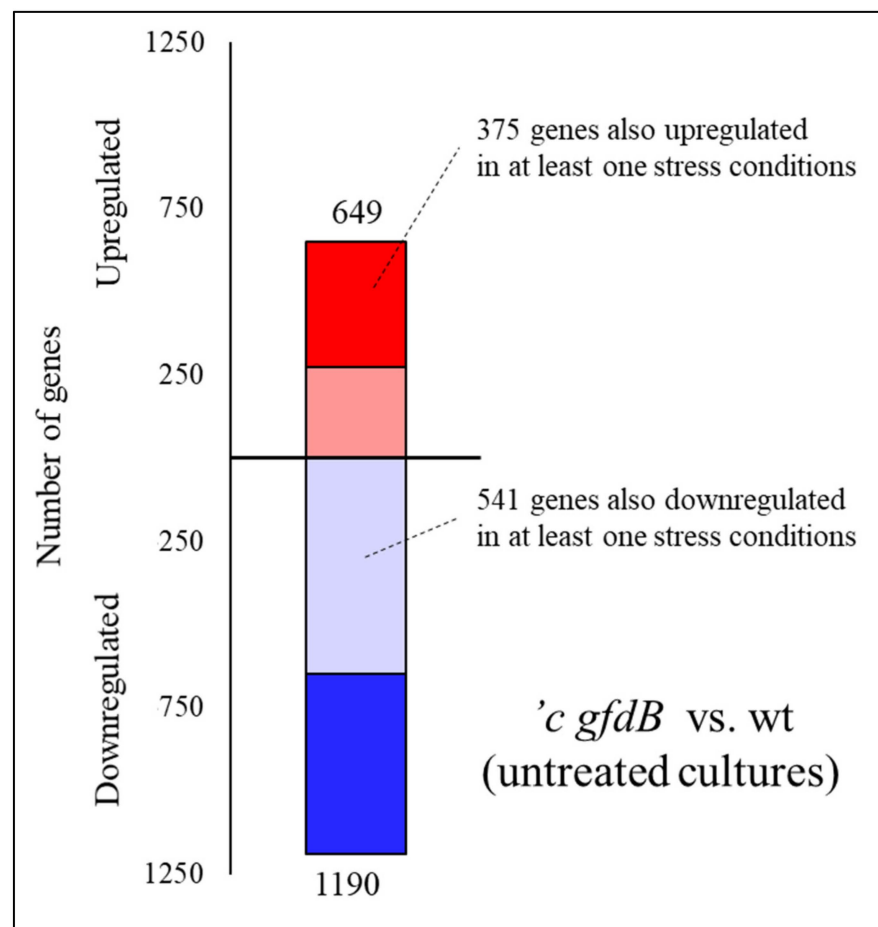 1250
750
250
250
750
1250
Upregulated
Number of genes
Downregulated
649
375 genes also upregulated
in at least one stress conditions
541 genes also downregulated
in at least one stress conditions
’c gfdB vs. wt
(untreated cultures)
1190